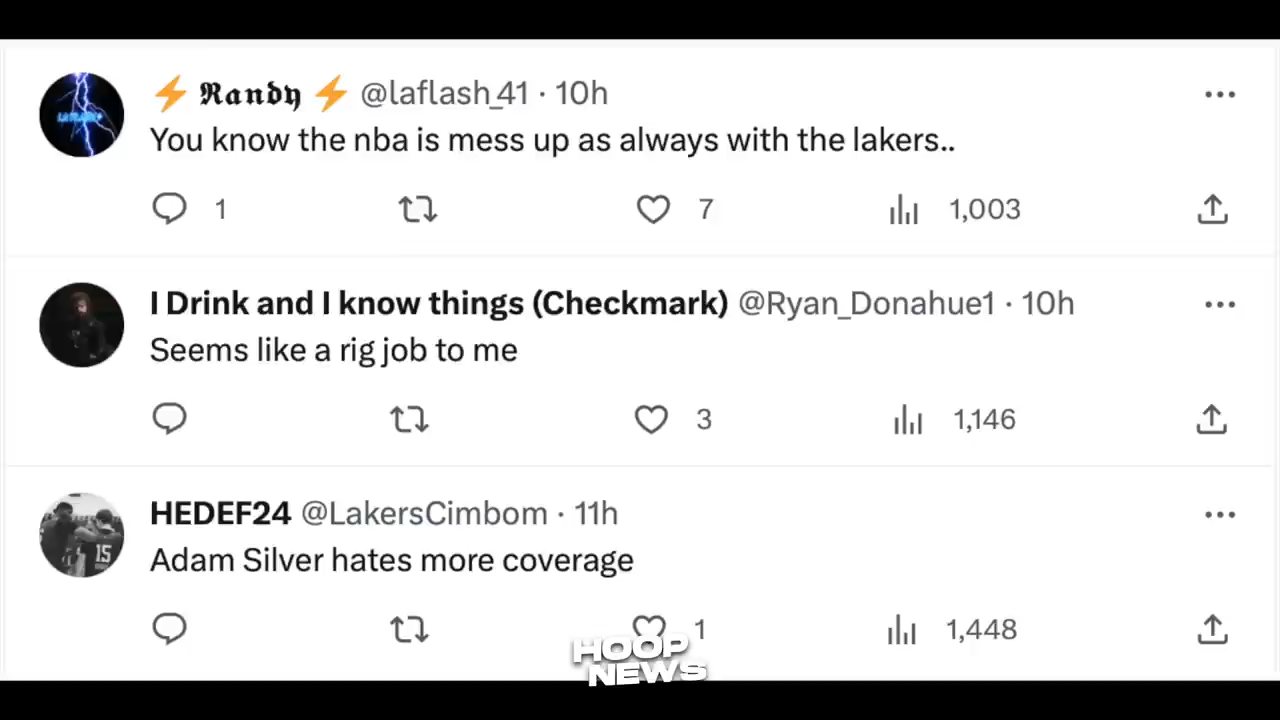 ⚡ 𝕽𝖆𝖓𝖉𝖞 ⚡ @laflash_41 · 10h
You know the nba is mess up as always with the lakers..
1 7 1,003
I Drink and I know things (Checkmark) @Ryan_Donahue1 · 10h
Seems like a rig job to me
3 1,146
HEDEF24 @LakersCimbom · 11h
15
Adam Silver hates more coverage
1 1,448
HOOP
NEWS